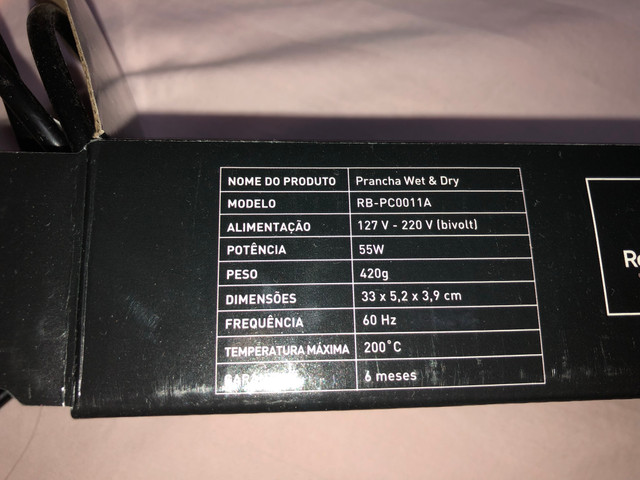 NOME DO PRODUTO Prancha Wet & Dry
MODELO RB-PC0011A
ALIMENTAÇÃO 127 V - 220 V (bivolt)
POTÊNCIA 55W
PESO 420g
DIMENSÕES 33 x 5,2 x 3,9 cm
FREQUÊNCIA 60 Hz
TEMPERATURA MÁXIMA 200°C
6 meses